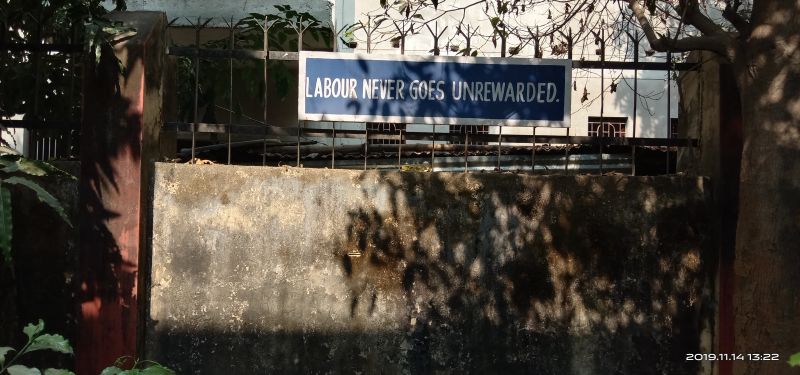 LABOUR NEVER GOES UNREWARDED.
2019.11.14 13:22